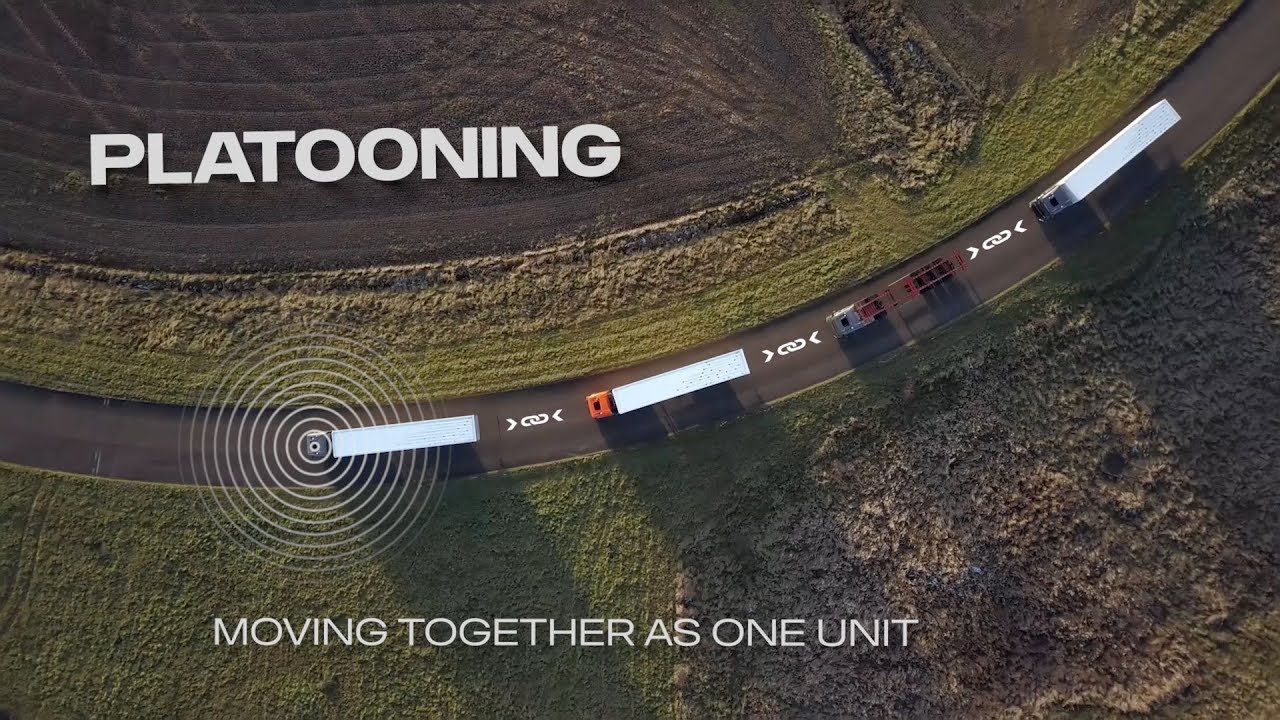 PLATOONING
MOVING TOGETHER AS ONE UNIT